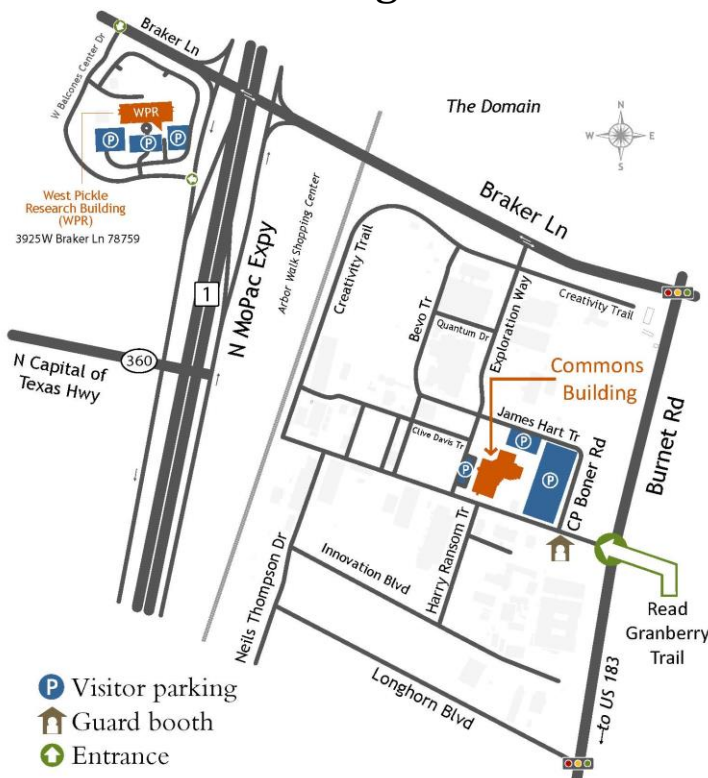 Braker Ln
W Balcones Center Dr
WPR
P
P
P
West Pickle
Research Building
(WPR)
3925W Braker Ln 78759
The Domain
N
W
E
S
Braker Ln
N MoPac Expy
1
Arbor Walk Shopping Center
Creativity Trail
Bevo Tr
Quantum Dr
Exploration Way
Creativity Trail
N Capital of
Texas Hwy
360
Commons
Building
James Hart Tr
Clive Davis Tr
P
P
P
CP Boner Rd
Burnet Rd
Harry Ransom Tr
Innovation Blvd
Neils Thompson Dr
Longhorn Blvd
Read
Granberry
Trail
to US 183
P Visitor parking
Guard booth
Entrance